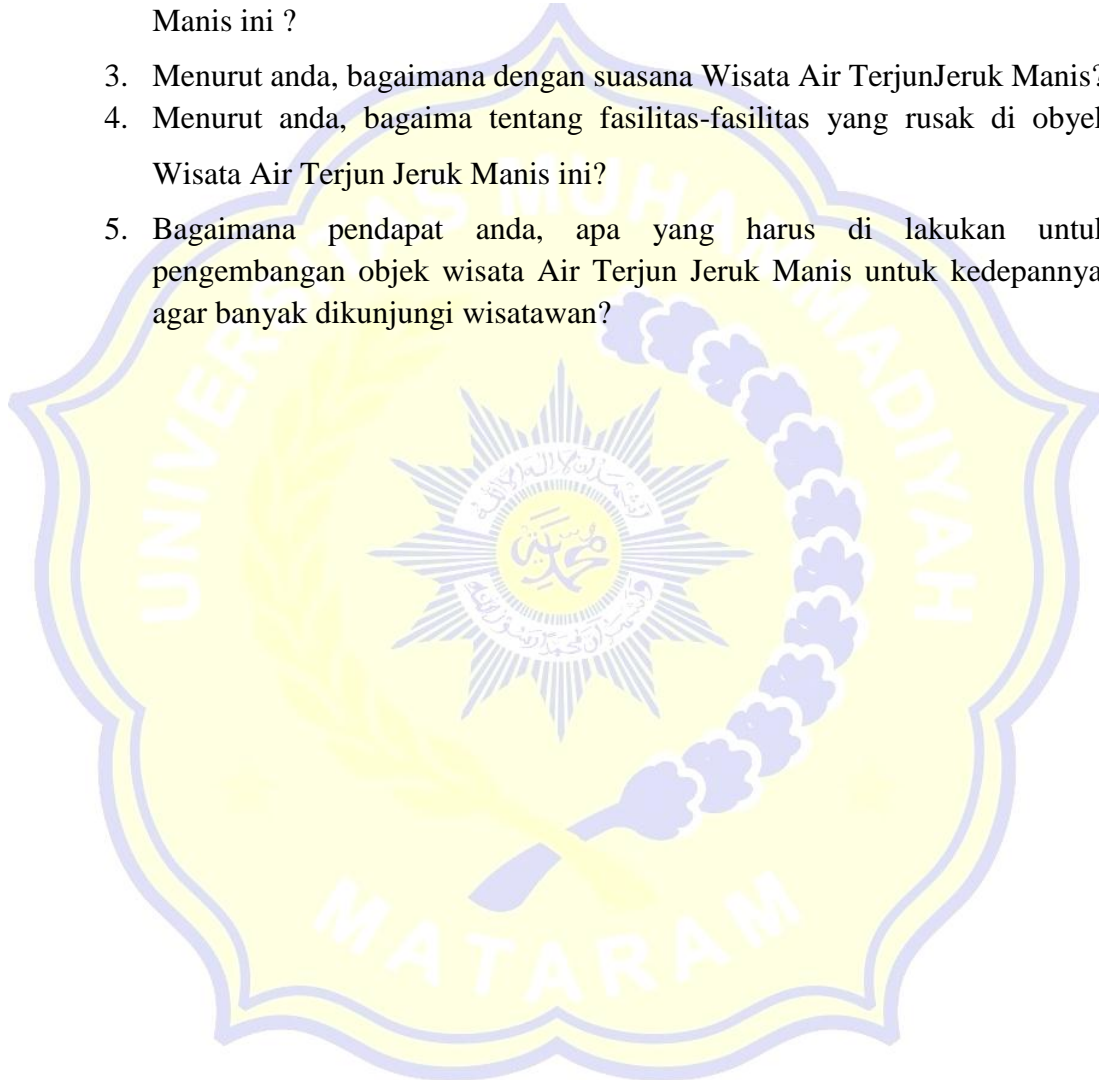 Manis ini ?
3. Menurut anda, bagaimana dengan suasana Wisata Air TerjunJeruk Manis?
4. Menurut anda, bagaima tentang fasilitas-fasilitas yang rusak di obyek
Wisata Air Terjun Jeruk Manis ini?
5. Bagaimana pendapat anda, apa yang harus di lakukan untuk
pengembangan objek wisata Air Terjun Jeruk Manis untuk kedepannya
agar banyak dikunjungi wisatawan?
UNIVERSITAS MUHAMMADIYAH
MATARAM